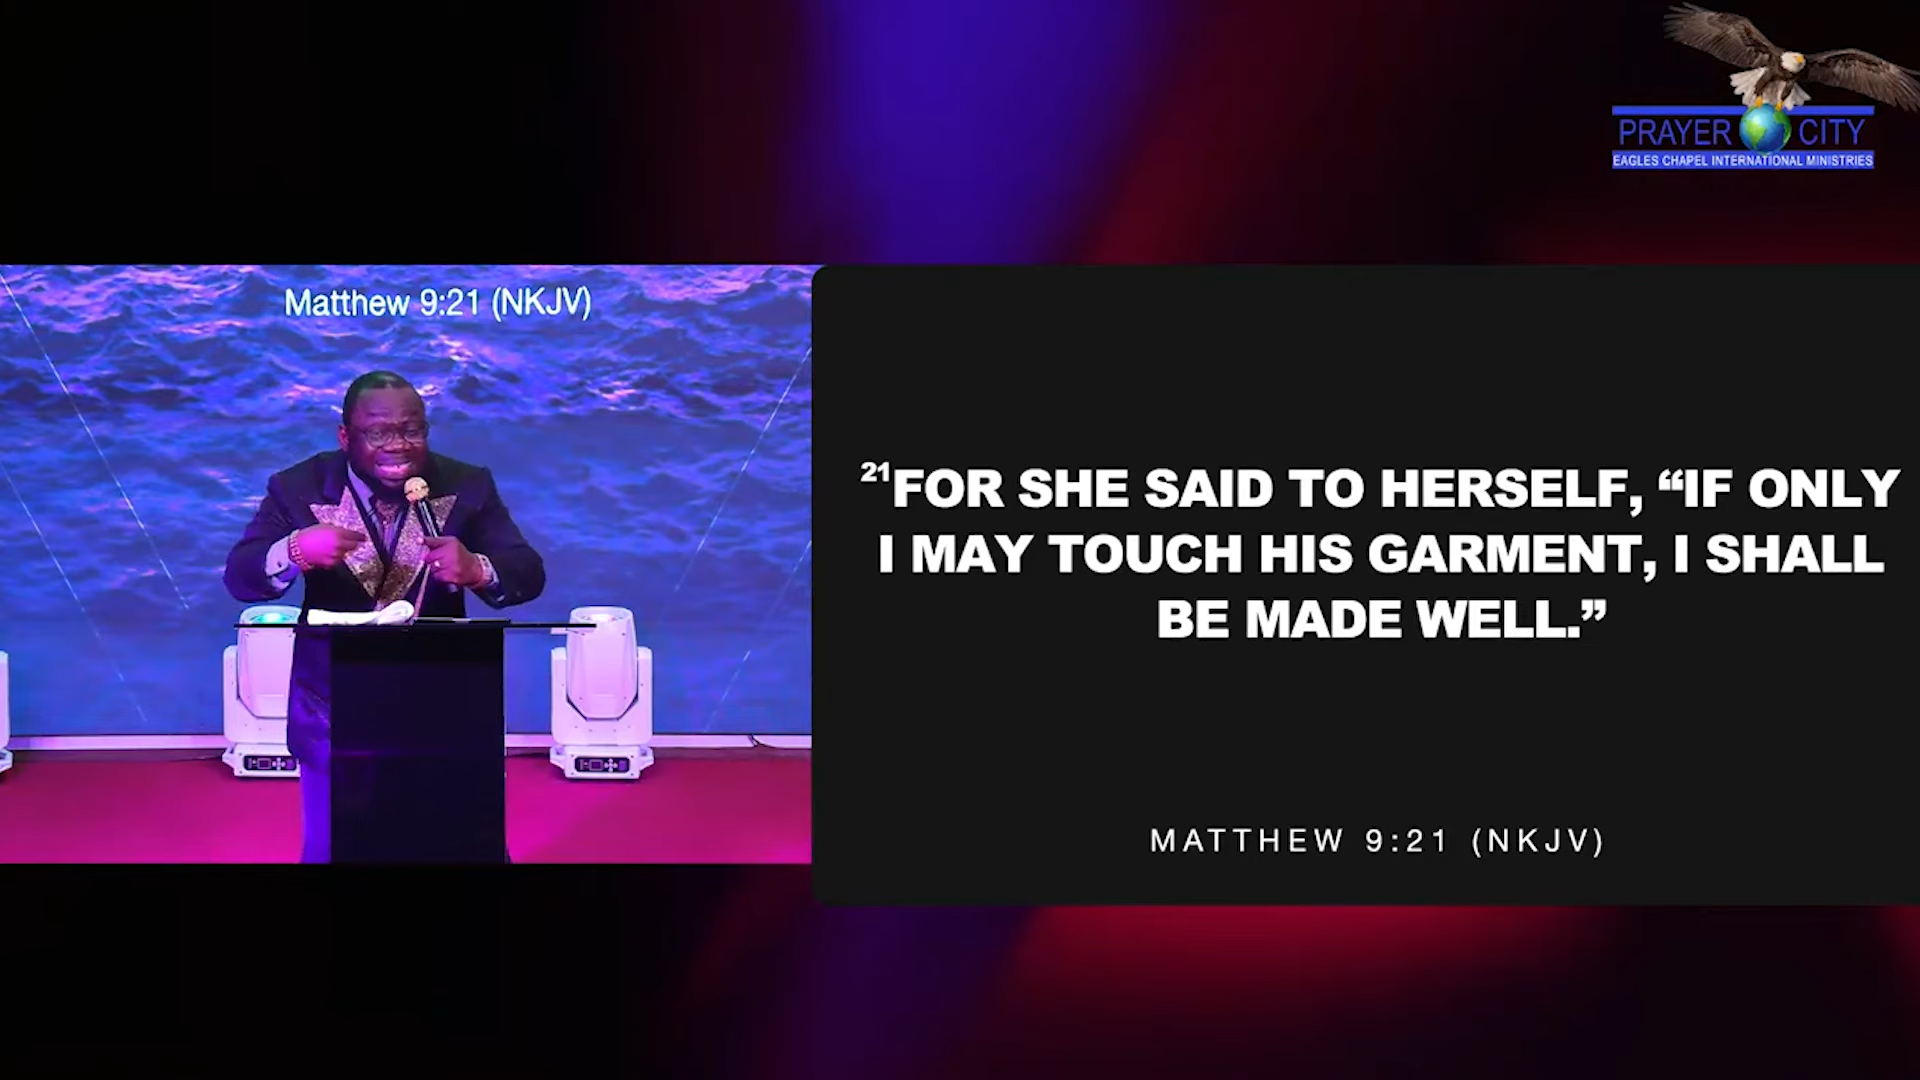 PRAYER CITY
EAGLES CHAPEL INTERNATIONAL MINISTRIES
Matthew 9:21 (NKJV)
21FOR SHE SAID TO HERSELF, “IF ONLY
I MAY TOUCH HIS GARMENT, I SHALL
BE MADE WELL.”
MATTHEW 9:21 (NKJV)